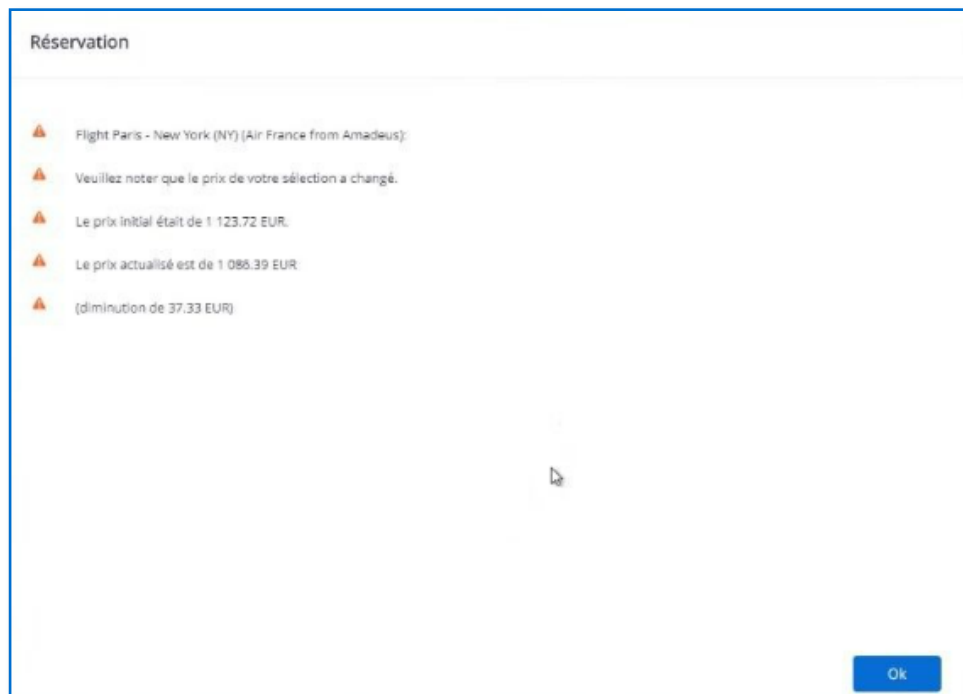 Réservation
Flight Paris - New York (NY) (Air France from Amadeus):
Veuillez noter que le prix de votre sélection a changé.
Le prix initial était de 1 123.72 EUR.
Le prix actualisé est de 1 086.39 EUR
(diminution de 37.33 EUR)
Ok